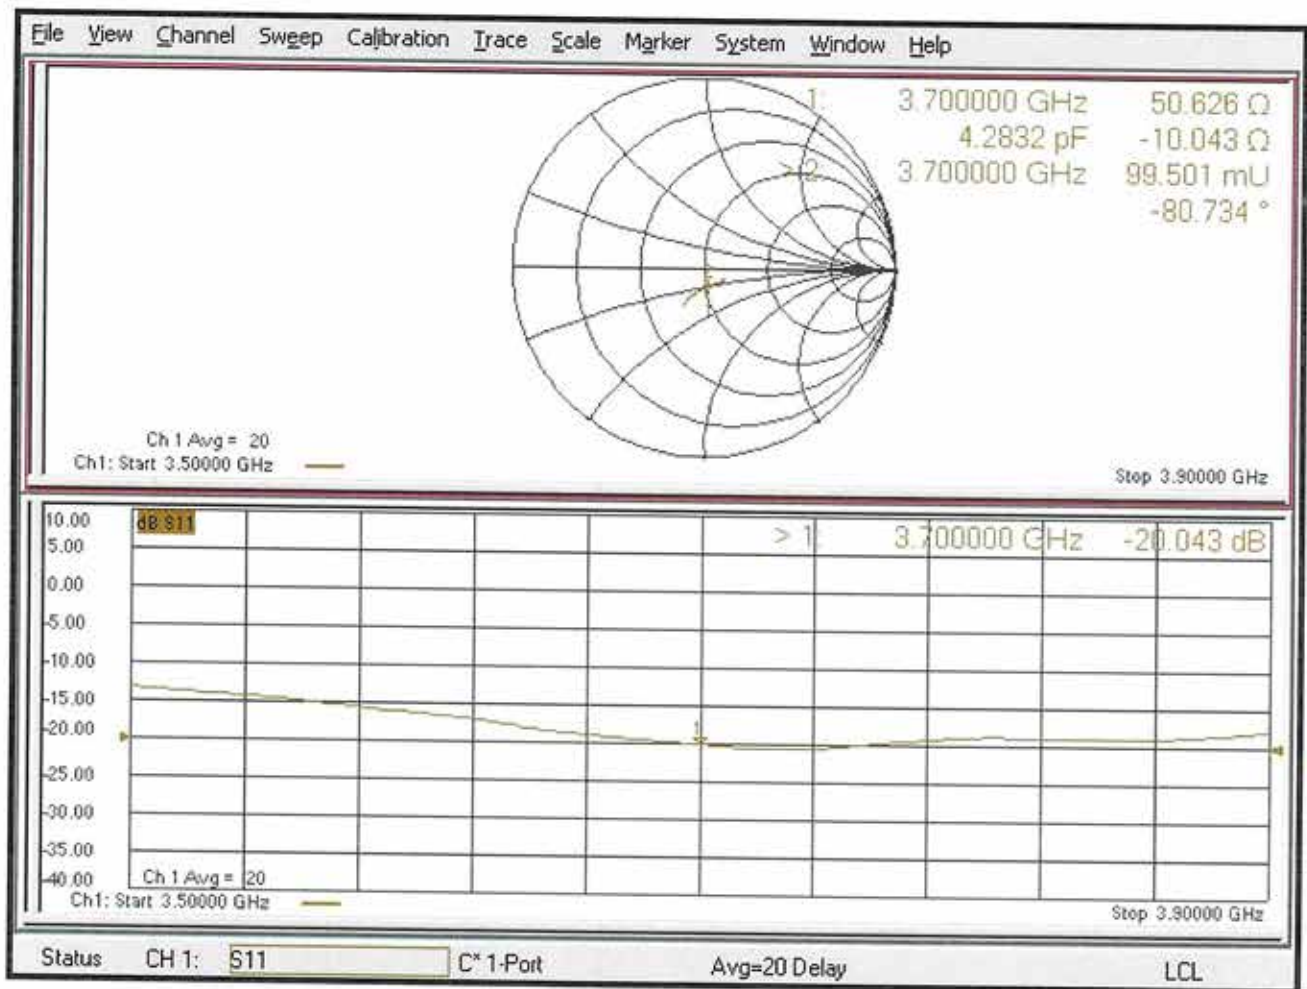 File View Channel Sweep Calibration Trace Scale Marker System Window Help
1: 3.700000 GHz 50.626 Ω
4.2832 pF -10.043 Ω
> 2: 3.700000 GHz 99.501 mU
-80.734 °
Ch 1 Avg = 20
Ch1: Start 3.50000 GHz
Stop 3.90000 GHz
10.00
dB S11
> 1: 3.700000 GHz -20.043 dB
5.00
0.00
-5.00
-10.00
-15.00
-20.00
1
-25.00
-30.00
-35.00
-40.00
Ch 1 Avg = 20
Ch1: Start 3.50000 GHz
Stop 3.90000 GHz
Status CH 1: S11 C* 1-Port Avg=20 Delay LCL